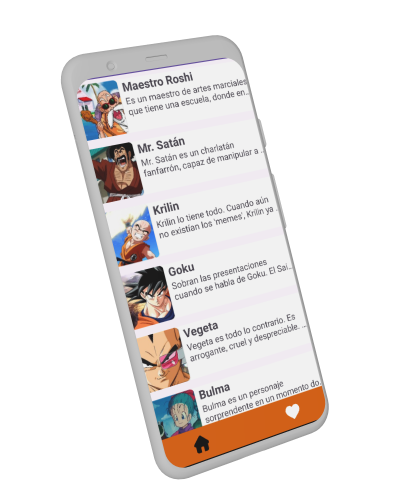 Maestro Roshi
Es un maestro de artes marciales
que tiene una escuela, donde en...
Mr. Satán
Mr. Satán es un charlatán
fanfarrón, capaz de manipular a ...
Krilin
Krilin lo tiene todo. Cuando aún
no existían los 'memes', Krilin ya ...
Goku
Sobran las presentaciones
cuando se habla de Goku. El Sai...
Vegeta
Vegeta es todo lo contrario. Es
arrogante, cruel y despreciable. ...
Bulma
Bulma es un personaje
sorprendente en un momento do